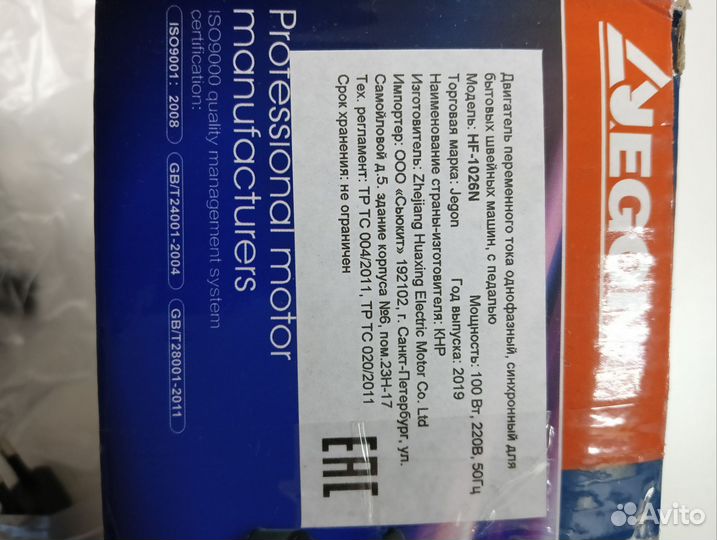 JEGO
Двигатель переменного тока однофазный, синхронный для
бытовых швейных машин, с педалью
Модель: HF-1026N Мощность: 100 Вт, 220В, 50Гц
Торговая марка: Jegon Год выпуска: 2019
Наименование страны-изготовителя: КНР
Изготовитель: Zhejiang Huaxing Electric Motor Co. Ltd
Импортер: ООО «Сьюкит» 192102, г. Санкт-Петербург, ул.
Самойловой д.5. здание корпуса №6, пом.23Н-17
Тех. регламент: ТР ТС 004/2011, ТР ТС 020/2011
Срок хранения: не ограничен
EAC
Professional motor
manufacturers
ISO9000 quality management system
certification:
ISO9001: 2008 GB/T24001-2004 GB/T28001-2011
Avito